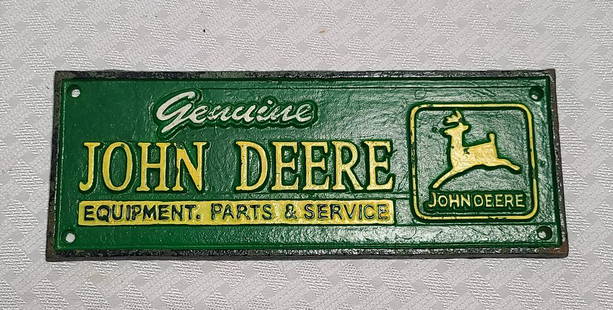 Genuine
JOHN DEERE
EQUIPMENT. PARTS & SERVICE
JOHN DEERE